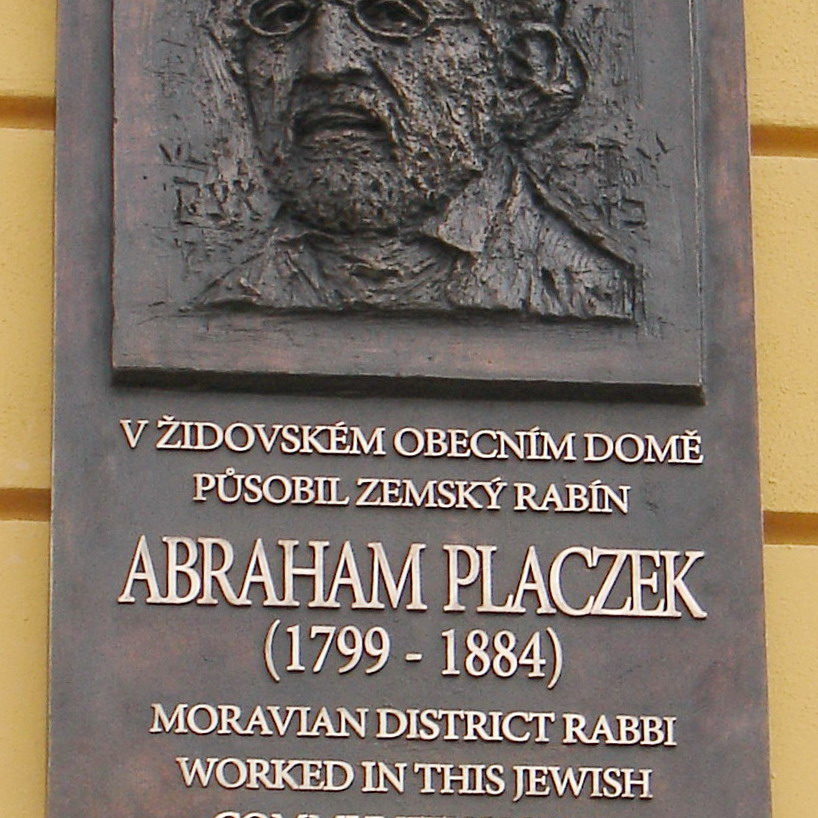 V ŽIDOVSKÉM OBECNÍM DOMĚ
PŮSOBIL ZEMSKÝ RABÍN
ABRAHAM PLACZEK
(1799 - 1884)
MORAVIAN DISTRICT RABBI
WORKED IN THIS JEWISH